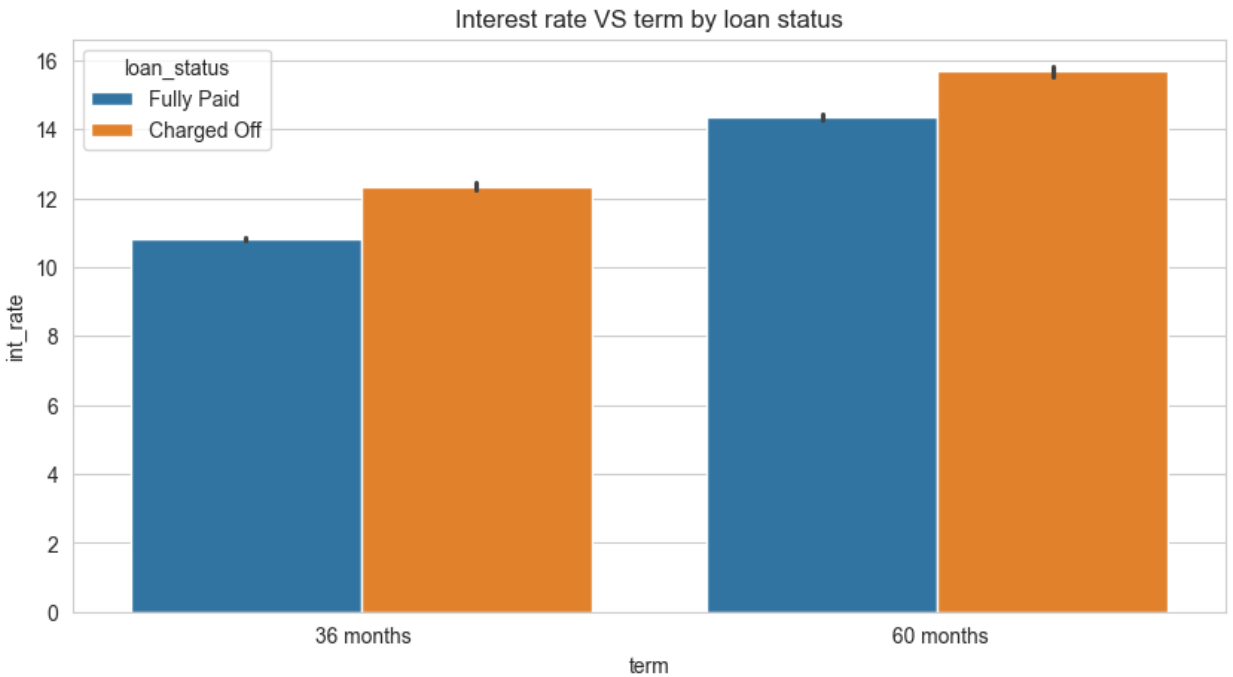 Interest rate VS term by loan status
loan_status
Fully Paid
Charged Off
16
14
12
10
8
6
4
2
0
int_rate
36 months
60 months
term